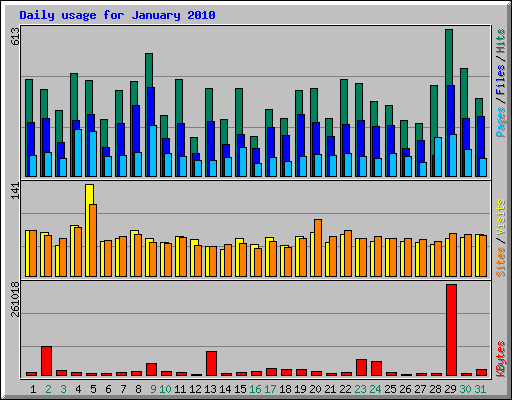 Daily usage for January 2010
613
Pages / Files / Hits
141
Sites / Visits
261018
KBytes
1 2 3 4 5 6 7 8 9 10 11 12 13 14 15 16 17 18 19 20 21 22 23 24 25 26 27 28 29 30 31